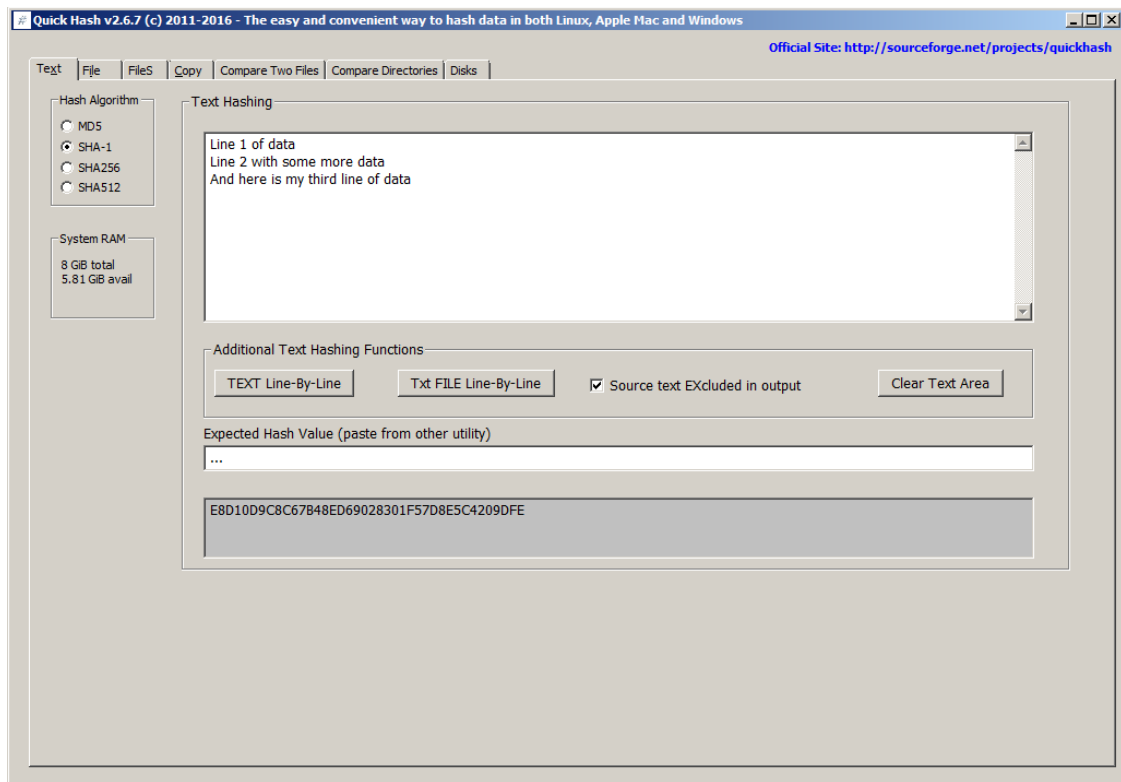 Quick Hash v2.6.7 (c) 2011-2016 - The easy and convenient way to hash data in both Linux, Apple Mac and Windows
Official Site: http://sourceforge.net/projects/quickhash
Text File FileS Copy Compare Two Files Compare Directories Disks
Hash Algorithm
MD5
SHA-1
SHA256
SHA512
System RAM
8 GiB total
5.81 GiB avail
Text Hashing
Line 1 of data
Line 2 with some more data
And here is my third line of data
Additional Text Hashing Functions
TEXT Line-By-Line Txt FILE Line-By-Line Source text EXcluded in output Clear Text Area
Expected Hash Value (paste from other utility)
...
E8D10D9C8C67B48ED69028301F57D8E5C4209DFE